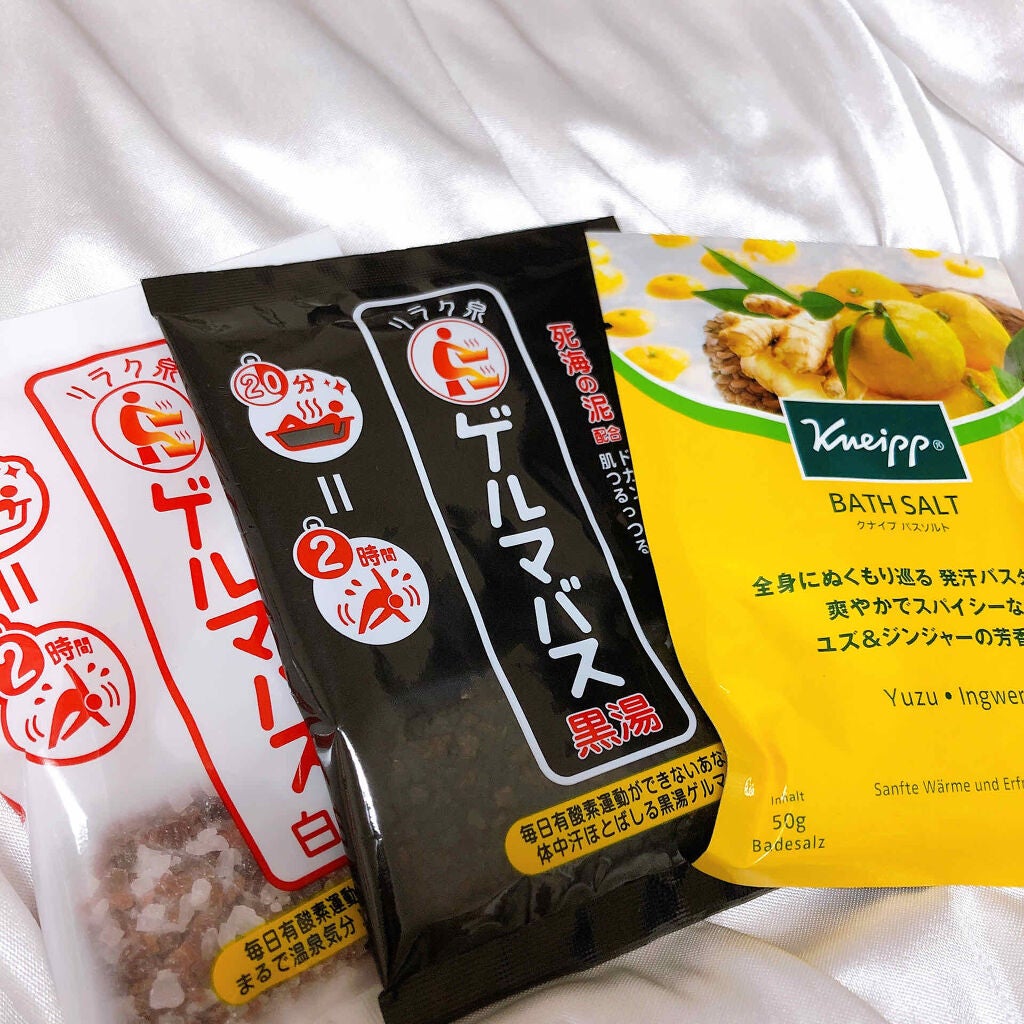 リラク泉
ゲルマバス
白
2時間
毎日有酸素運動
まるで温泉気分
リラク泉
ゲルマバス
黒湯
20分
2時間
死海の泥
配合
肌つるっつる
毎日有酸素運動ができないあな
体中汗ほとばしる黒湯ゲルマ
Kneipp®
BATH SALT
クナイプ バスソルト
全身にぬくもり巡る 発汗バスタ
爽やかでスパイシーな
ユズ&ジンジャーの芳香
Yuzu • Ingwer
Sanfte Wärme und Erf
Inhalt
50g
Badesalz